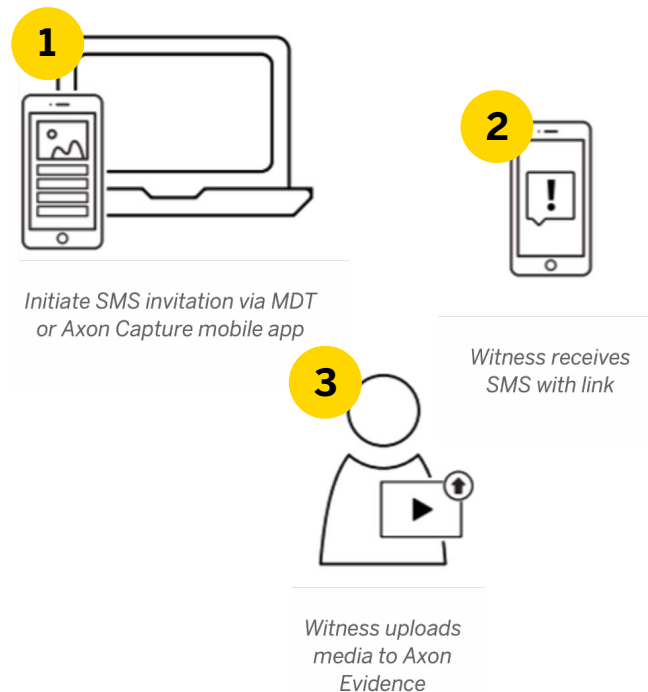 1
Initiate SMS invitation via MDT
or Axon Capture mobile app
2
!
Witness receives
SMS with link
3
Witness uploads
media to Axon
Evidence